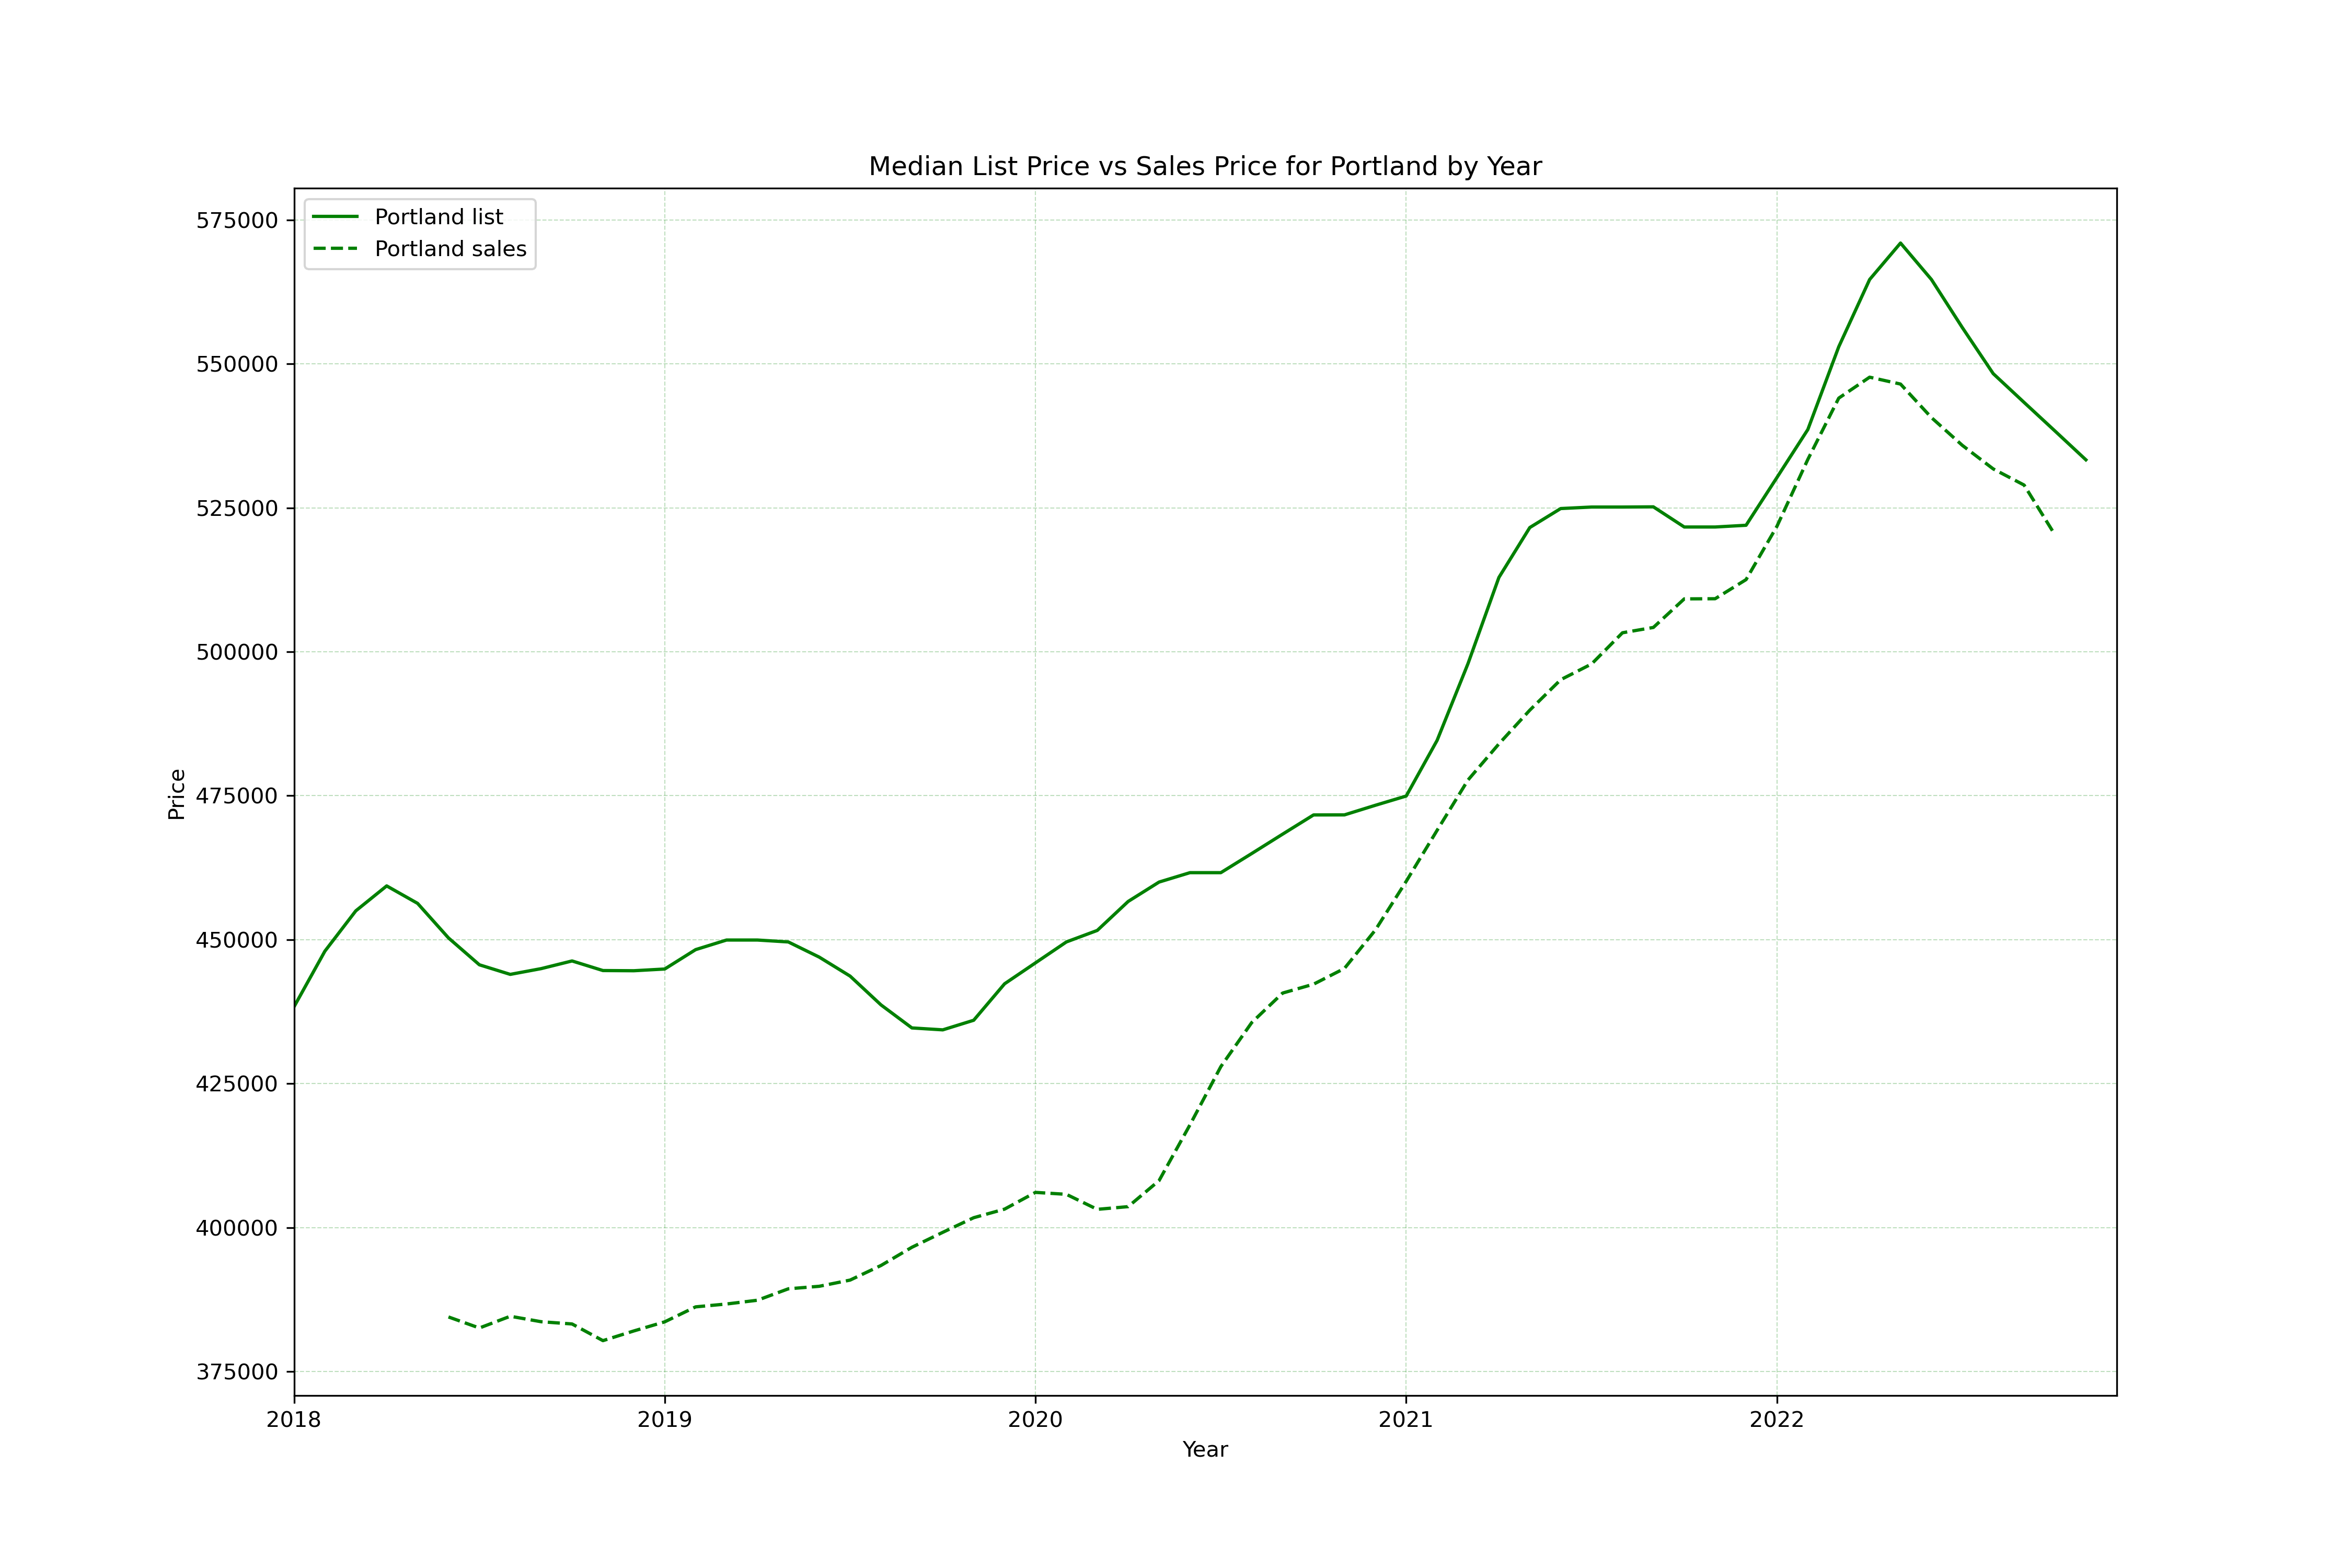 Median List Price vs Sales Price for Portland by Year
Portland list
Portland sales
575000
550000
525000
500000
475000
450000
425000
400000
375000
Price
2018 2019 2020 2021 2022
Year